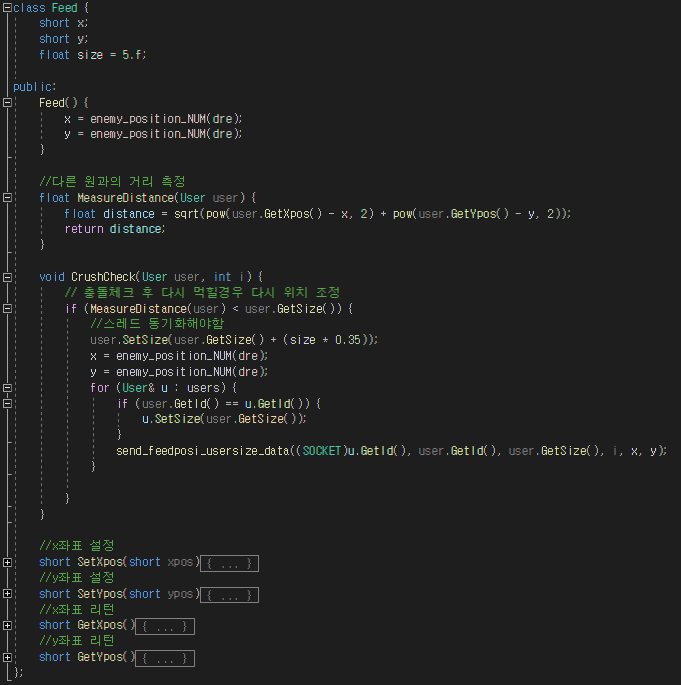 class Feed {
short x;
short y;
float size = 5.f;
public:
Feed() {
x = enemy_position_NUM(dre);
y = enemy_position_NUM(dre);
}
//다른 원과의 거리 측정
float MeasureDistance(User user) {
float distance = sqrt(pow(user.GetXpos() - x, 2) + pow(user.GetYpos() - y, 2));
return distance;
}
void CrushCheck(User user, int i) {
// 충돌체크 후 다시 먹힐경우 다시 위치 조정
if (MeasureDistance(user) < user.GetSize()) {
//스레드 동기화해야함
user.SetSize(user.GetSize() + (size * 0.35));
x = enemy_position_NUM(dre);
y = enemy_position_NUM(dre);
for (User& u : users) {
if (user.GetId() == u.GetId()) {
u.SetSize(user.GetSize());
}
send_feedposi_usersize_data((SOCKET)u.GetId(), user.GetId(), user.GetSize(), i, x, y);
}
}
}
//x좌표 설정
short SetXpos(short xpos){ ... }
//y좌표 설정
short SetYpos(short ypos){ ... }
//x좌표 리턴
short GetXpos(){ ... }
//y좌표 리턴
short GetYpos(){ ... }
};